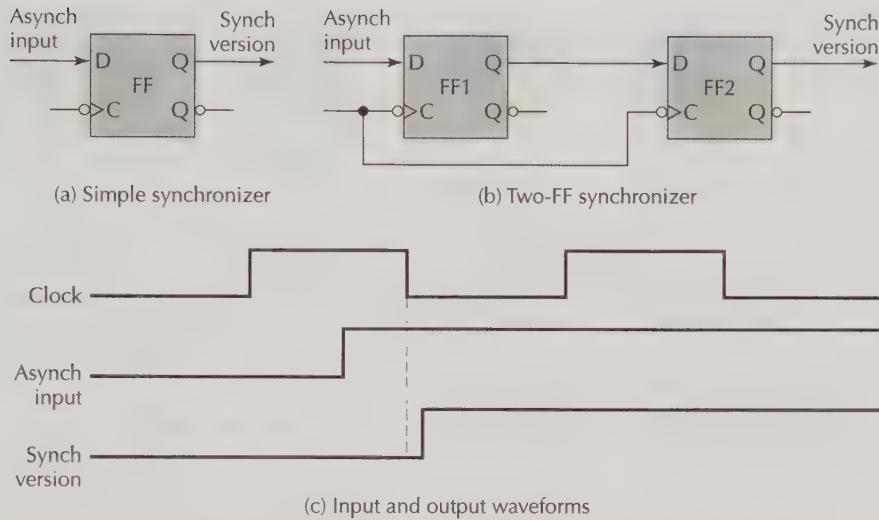 Asynch
input
Synch
version
D
Q
FF
C
Q
(a) Simple synchronizer
Asynch
input
Synch
version
D
Q
FF1
C
Q
D
Q
FF2
C
Q
(b) Two-FF synchronizer
Clock
Asynch
input
Synch
version
(c) Input and output waveforms